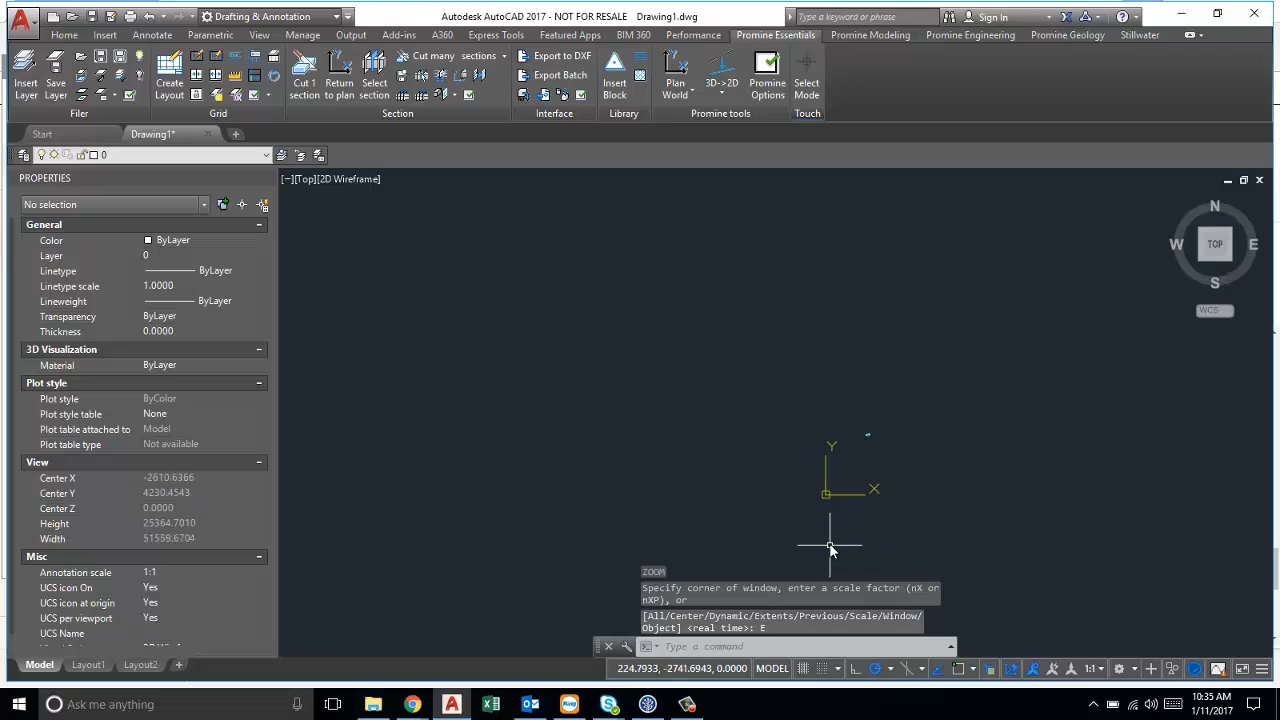 Drafting & Annotation
Autodesk AutoCAD 2017 - NOT FOR RESALE Drawing1.dwg
Type a keyword or phrase
Sign In
Home Insert Annotate Parametric View Manage Output Add-ins A360 Express Tools Featured Apps BIM 360 Performance Promine Essentials Promine Modeling Promine Engineering Promine Geology Stillwater
Insert Layer
Save Layer
Filer
Create Layout
Grid
Cut 1 section
Return to plan
Select section
Cut many sections
Section
Export to DXF
Export Batch
Interface
Insert Block
Library
Plan World
3D->2D
Promine Options
Promine tools
Select Mode
Touch
Start
Drawing1*
0
PROPERTIES
[−][Top][2D Wireframe]
No selection
General
Color ByLayer
Layer 0
Linetype ByLayer
Linetype scale 1.0000
Lineweight ByLayer
Transparency ByLayer
Thickness 0.0000
3D Visualization
Material ByLayer
Plot style
Plot style ByColor
Plot style table None
Plot table attached to Model
Plot table type Not available
View
Center X -2610.6366
Center Y 4230.4543
Center Z 0.0000
Height 25364.7010
Width 51559.6704
Misc
Annotation scale 1:1
UCS icon On Yes
UCS icon at origin Yes
UCS per viewport Yes
UCS Name
N
W TOP E
S
WCS
Y
X
ZOOM
Specify corner of window, enter a scale factor (nX or
nXP), or
[All/Center/Dynamic/Extents/Previous/Scale/Window/
Object] <real time>: E
Type a command
Model Layout1 Layout2
224.7933, -2741.6943, 0.0000 MODEL
1:1
Ask me anything
10:35 AM
1/11/2017